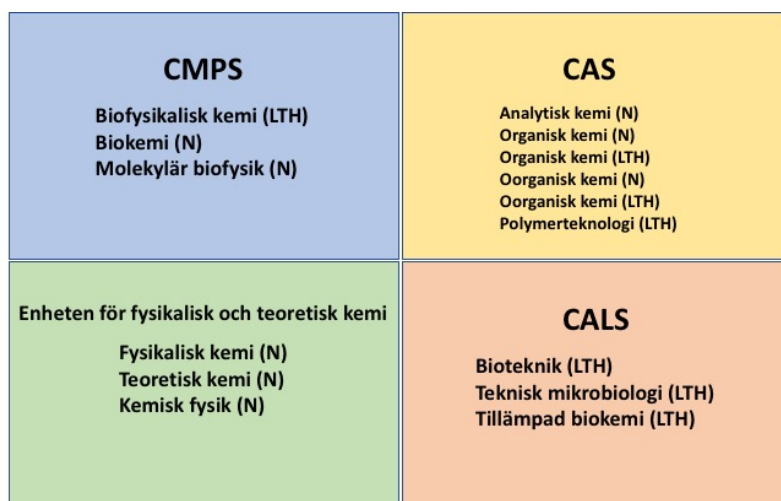 CMPS
Biofysikalisk kemi (LTH)
Biokemi (N)
Molekylär biofysik (N)
CAS
Analytisk kemi (N)
Organisk kemi (N)
Organisk kemi (LTH)
Oorganisk kemi (N)
Oorganisk kemi (LTH)
Polymerteknologi (LTH)
Enheten för fysikalisk och teoretisk kemi
Fysikalisk kemi (N)
Teoretisk kemi (N)
Kemisk fysik (N)
CALS
Bioteknik (LTH)
Teknisk mikrobiologi (LTH)
Tillämpad biokemi (LTH)